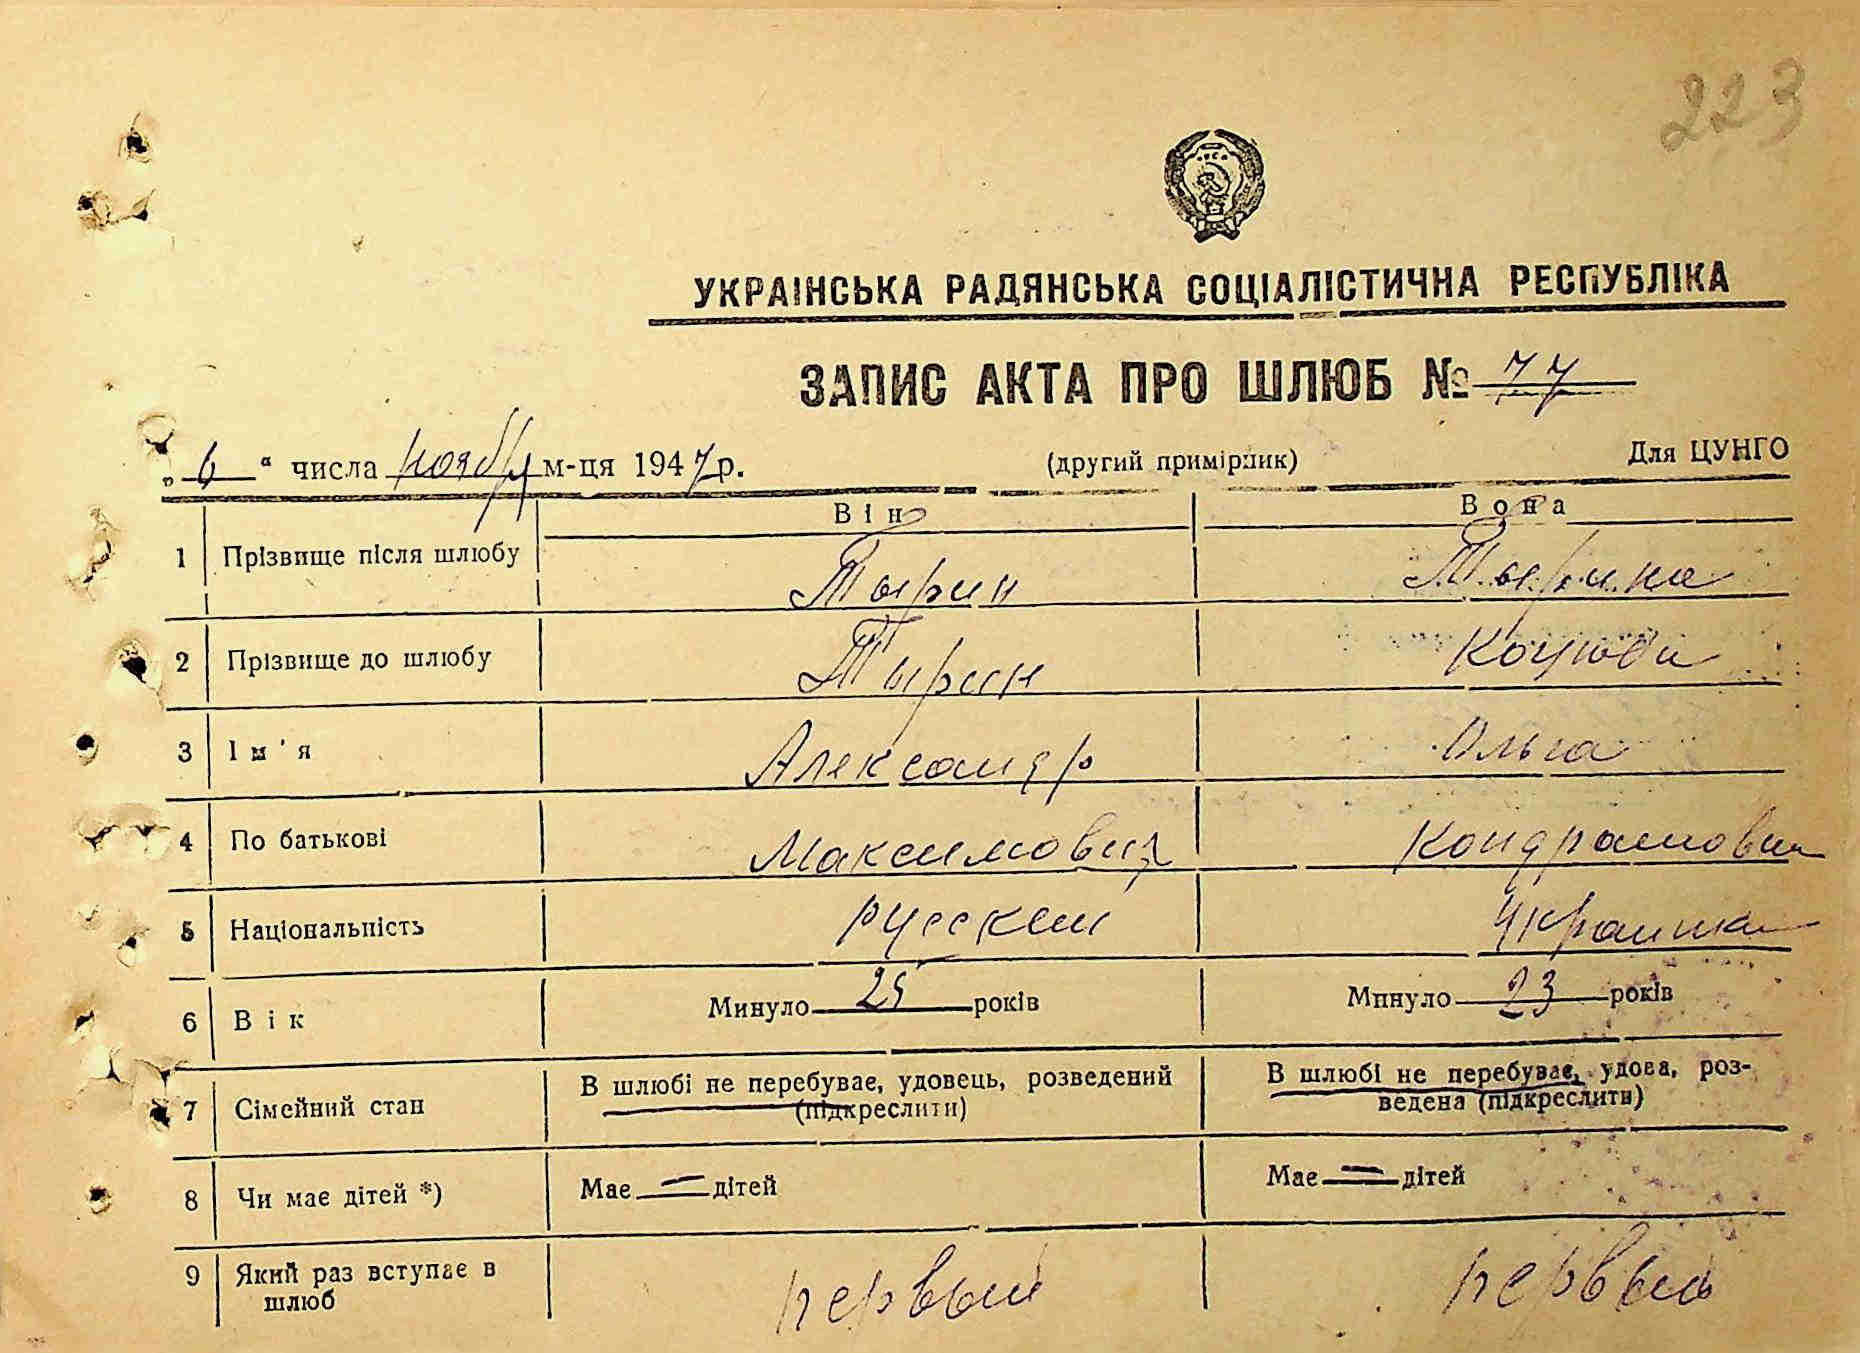 223
УКРАЇНСЬКА РАДЯНСЬКА СОЦІАЛІСТИЧНА РЕСПУБЛІКА
ЗАПИС АКТА ПРО ШЛЮБ № 77
„ 6 “ числа ноября м-ця 1947 р. (другий примірник) Для ЦУНГО
Він Вона
1 Прізвище після шлюбу Тырин Тырина
2 Прізвище до шлюбу Тырин
3 Ім'я Александр Ольга
4 По батькові Максимович Кондратовна
5 Національність русский Украинка
6 Вік Минуло 25 років Минуло 23 років
7 Сімейний стан В шлюбі не перебуває, удовець, розведений В шлюбі не перебуває, удова, роз-
(підкреслити) ведена (підкреслити)
8 Чи має дітей *) Має — дітей Має — дітей
9 Який раз вступає в первый первый
шлюб